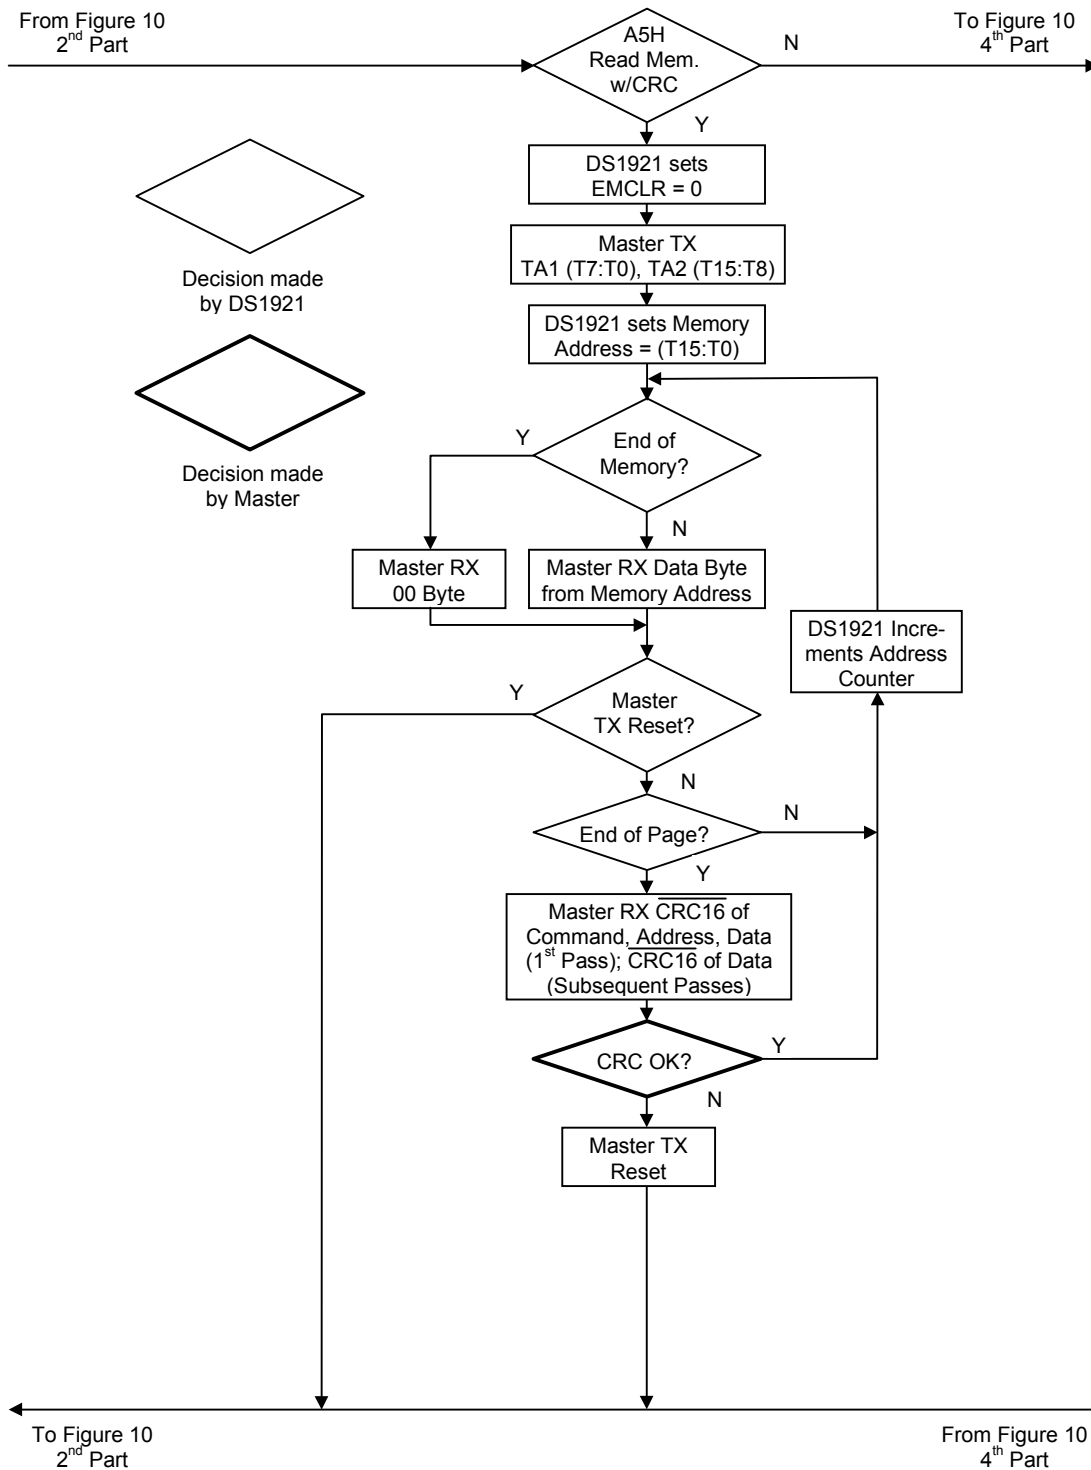 From Figure 10
2nd Part
A5H
Read Mem.
w/CRC
N
To Figure 10
4th Part
Y
DS1921 sets
EMCLR = 0
Decision made
by DS1921
Master TX
TA1 (T7:T0), TA2 (T15:T8)
DS1921 sets Memory
Address = (T15:T0)
Decision made
by Master
Y
End of
Memory?
N
Master RX
00 Byte
Master RX Data Byte
from Memory Address
DS1921 Incre-
ments Address
Counter
Y
Master
TX Reset?
N
End of Page?
N
Y
Master RX CRC16 of
Command, Address, Data
(1st Pass); CRC16 of Data
(Subsequent Passes)
CRC OK?
Y
N
Master TX
Reset
To Figure 10
2nd Part
From Figure 10
4th Part